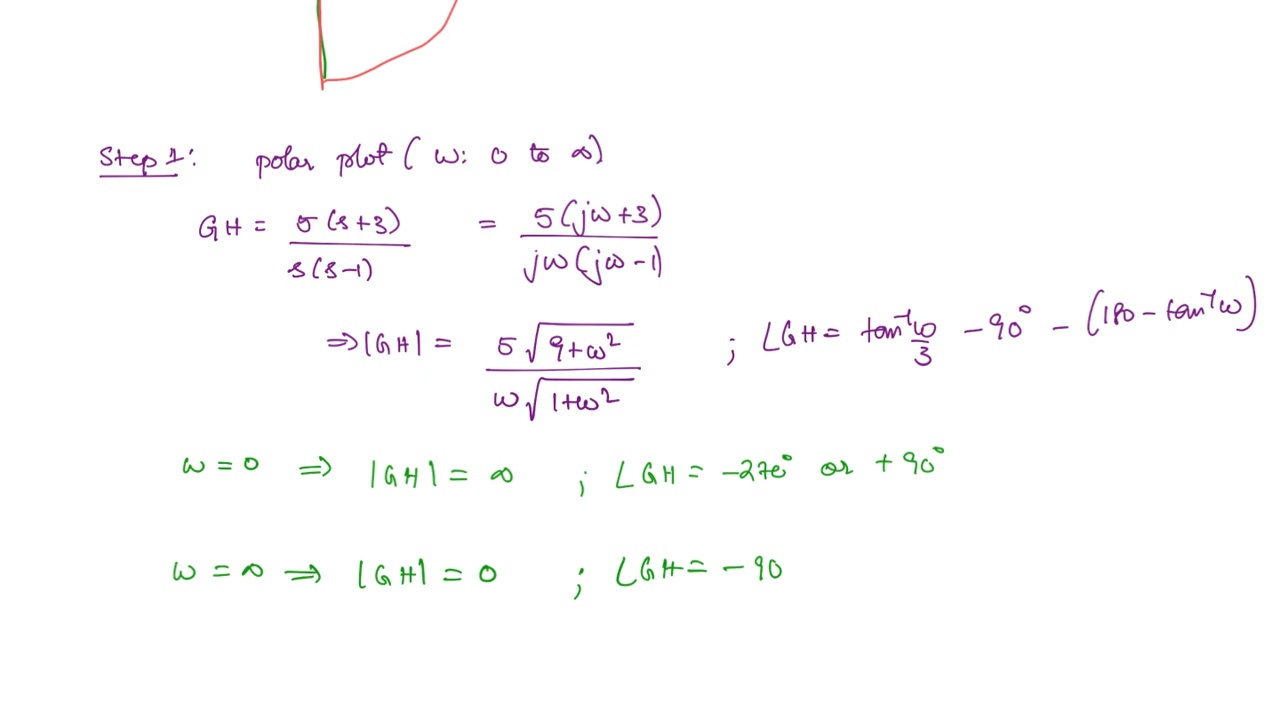 Step 1: polar plot ( ω: 0 to ∞)
GH = 5(s+3) / s(s-1) = 5(jω+3) / jω(jω-1)
⇒ |GH| = 5√(9+ω²) / ω√(1+ω²) ; ∠GH = tan⁻¹ ω/3 - 90° - (180 - tan⁻¹ω)
ω = 0 ⇒ |GH| = ∞ ; ∠GH = -270° or +90°
ω = ∞ ⇒ |GH| = 0 ; ∠GH = -90